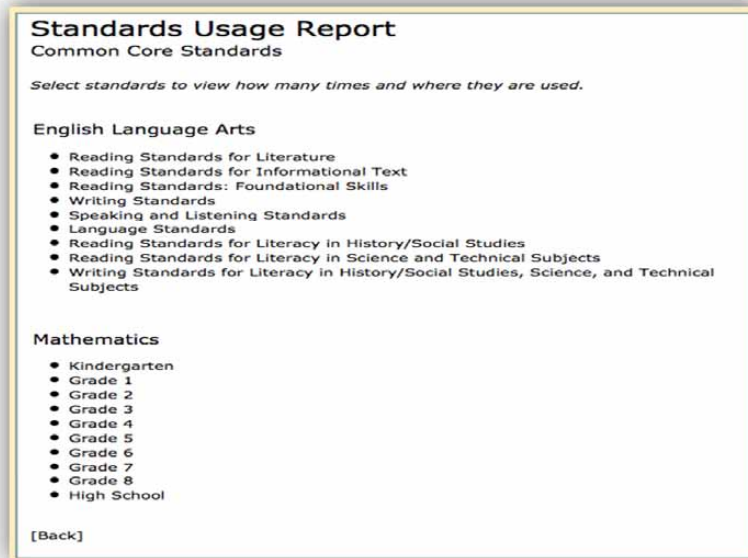 Standards Usage Report
Common Core Standards
Select standards to view how many times and where they are used.
English Language Arts
• Reading Standards for Literature
• Reading Standards for Informational Text
• Reading Standards: Foundational Skills
• Writing Standards
• Speaking and Listening Standards
• Language Standards
• Reading Standards for Literacy in History/Social Studies
• Reading Standards for Literacy in Science and Technical Subjects
• Writing Standards for Literacy in History/Social Studies, Science, and Technical
Subjects
Mathematics
• Kindergarten
• Grade 1
• Grade 2
• Grade 3
• Grade 4
• Grade 5
• Grade 6
• Grade 7
• Grade 8
• High School
[Back]